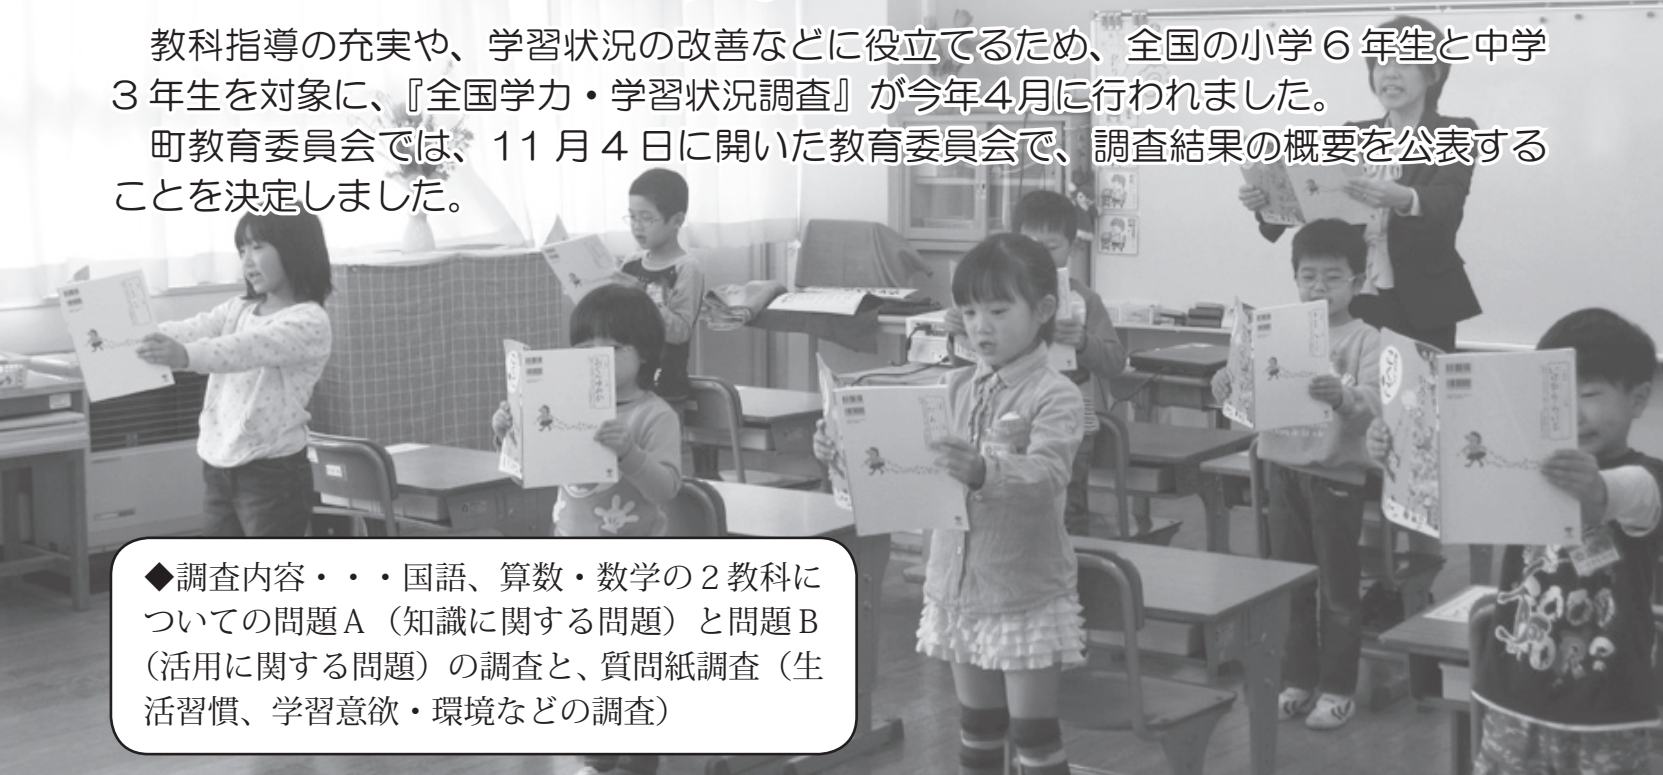 教科指導の充実や、学習状況の改善などに役立てるため、全国の小学6年生と中学
3年生を対象に、『全国学力・学習状況調査』が今年4月に行われました。
町教育委員会では、11月4日に開いた教育委員会で、調査結果の概要を公表する
ことを決定しました。
◆調査内容・・・国語、算数・数学の2教科に
ついての問題A（知識に関する問題）と問題B
（活用に関する問題）の調査と、質問紙調査（生
活習慣、学習意欲・環境などの調査）